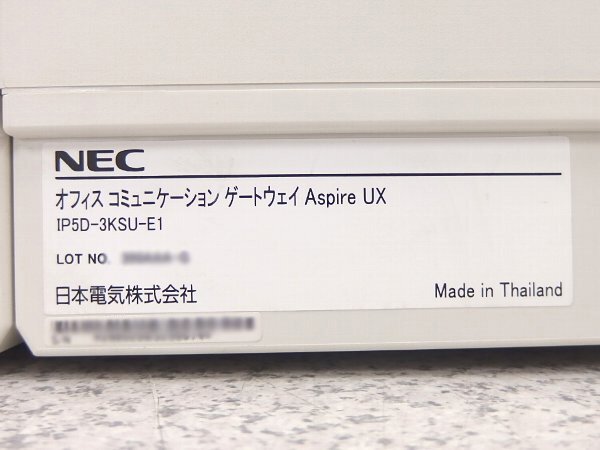 NEC
オフィス コミュニケーション ゲートウェイ Aspire UX
IP5D-3KSU-E1
LOT NO.
日本電気株式会社
Made in Thailand